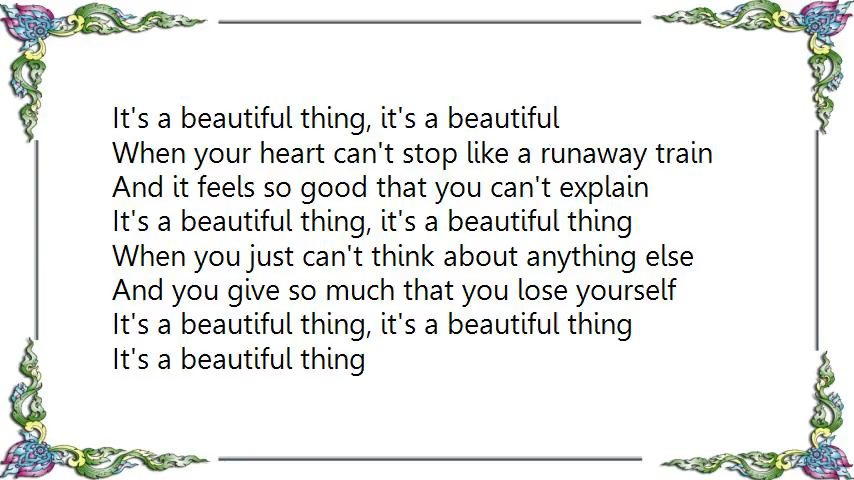 It's a beautiful thing, it's a beautiful
When your heart can't stop like a runaway train
And it feels so good that you can't explain
It's a beautiful thing, it's a beautiful thing
When you just can't think about anything else
And you give so much that you lose yourself
It's a beautiful thing, it's a beautiful thing
It's a beautiful thing